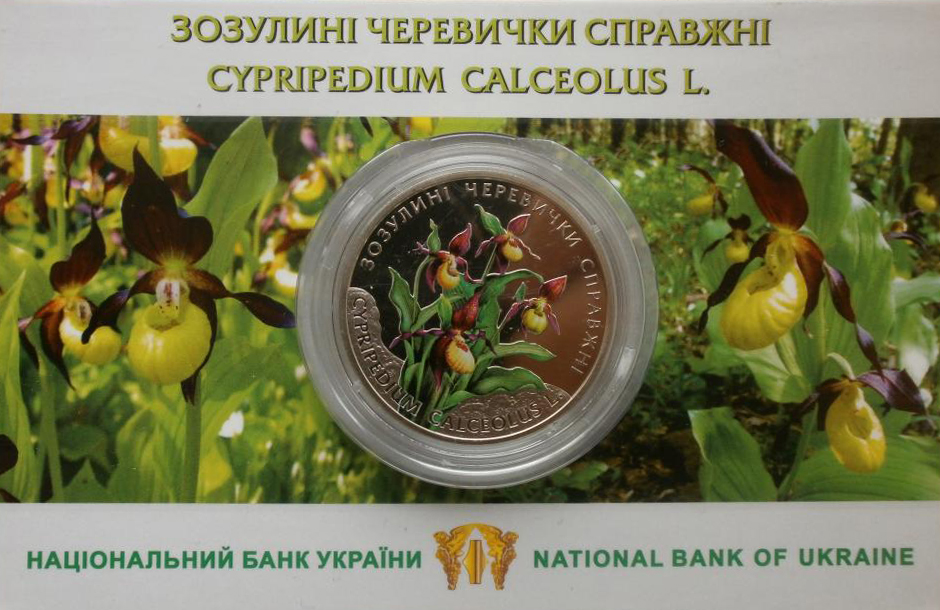 ЗОЗУЛИНІ ЧЕРЕВИЧКИ СПРАВЖНІ
CYPRIPEDIUM CALCEOLUS L.
ЗОЗУЛИНІ ЧЕРЕВИЧКИ СПРАВЖНІ
CYPRIPEDIUM CALCEOLUS L.
НАЦІОНАЛЬНИЙ БАНК УКРАЇНИ
NATIONAL BANK OF UKRAINE